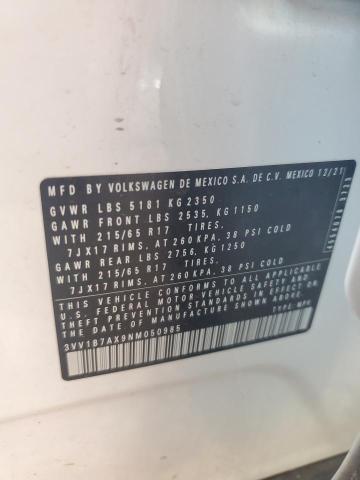 MFD BY VOLKSWAGEN DE MEXICO S.A. DE C.V. MEXICO 12/21
GVWR LBS 5181 KG 2350
GAWR FRONT LBS 2535, KG 1150
WITH 215/65 R17 TIRES,
7JX17 RIMS, AT 260 KPA, 38 PSI COLD
GAWR REAR LBS 2756, KG 1250
WITH 215/65 R17 TIRES,
7JX17 RIMS, AT 260 KPA, 38 PSI COLD
THIS VEHICLE CONFORMS TO ALL APPLICABLE
U.S. FEDERAL MOTOR VEHICLE SAFETY
STANDARDS IN EFFECT ON THE
DATE OF MANUFACTURE SHOWN ABOVE
3VV1B7AX9NM050985
TYPE: